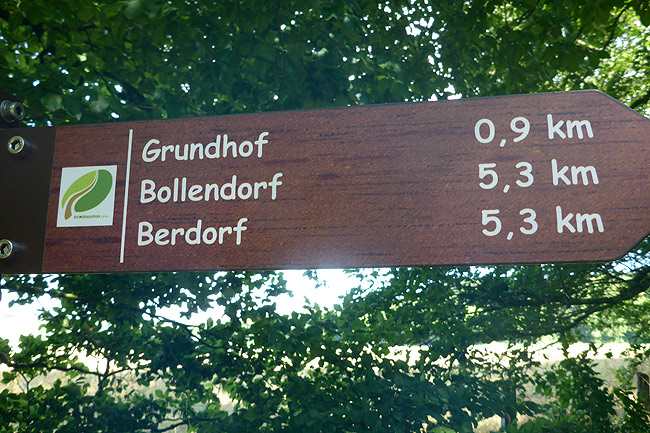 Grundhof 0,9 km
Bollendorf 5,3 km
Berdorf 5,3 km